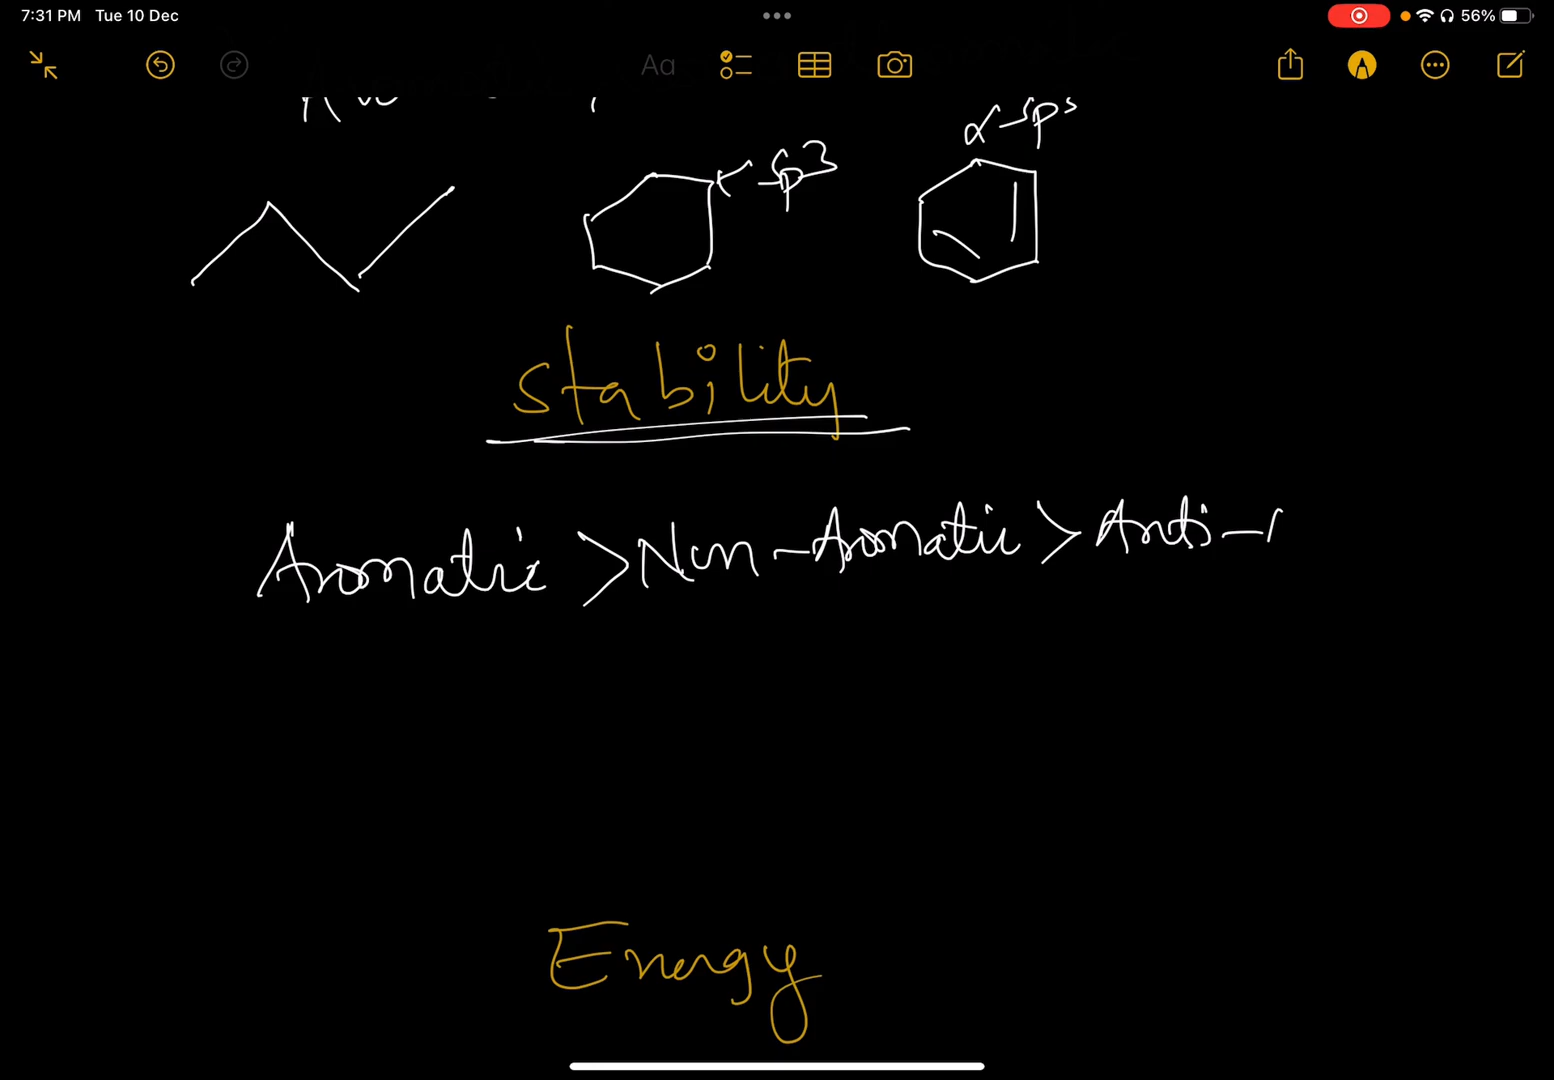 7:31 PM Tue 10 Dec
56%
Aa
sp3
sp3
Stability
Aromatic > Non-Aromatic > Anti-
Energy